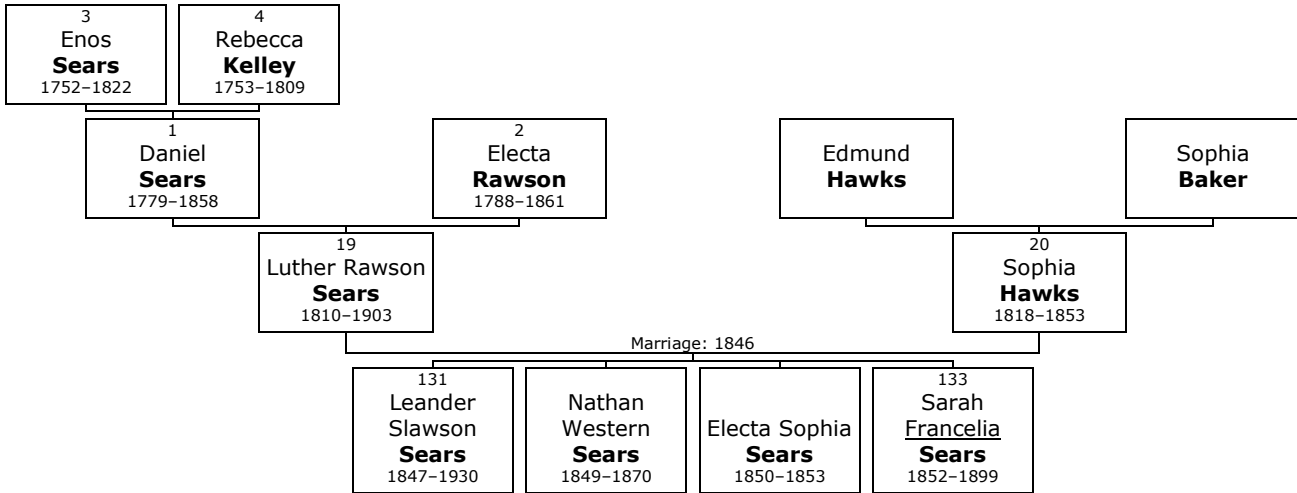 3
Enos
Sears
1752–1822
4
Rebecca
Kelley
1753–1809
1
Daniel
Sears
1779–1858
2
Electa
Rawson
1788–1861
Edmund
Hawks
Sophia
Baker
19
Luther Rawson
Sears
1810–1903
20
Sophia
Hawks
1818–1853
Marriage: 1846
131
Leander
Slawson
Sears
1847–1930
Nathan
Western
Sears
1849–1870
Electa Sophia
Sears
1850–1853
133
Sarah
Francelia
Sears
1852–1899